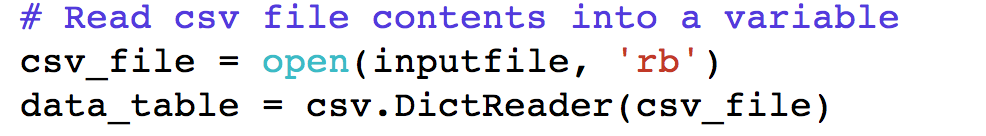 # Read csv file contents into a variable
csv_file = open(inputfile, 'rb')
data_table = csv.DictReader(csv_file)